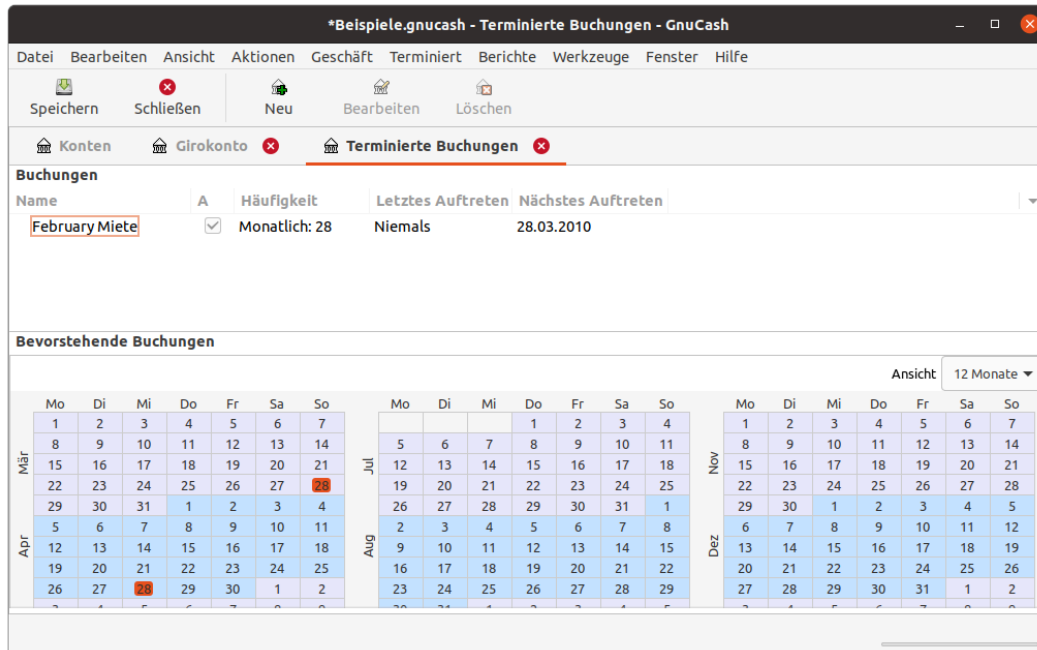 *Beispiele.gnucash - Terminierte Buchungen - GnuCash
Datei Bearbeiten Ansicht Aktionen Geschäft Terminiert Berichte Werkzeuge Fenster Hilfe
Speichern Schließen Neu Bearbeiten Löschen
Konten Girokonto Terminierte Buchungen
Buchungen
Name A Häufigkeit Letztes Auftreten Nächstes Auftreten
February Miete Monatlich: 28 Niemals 28.03.2010
Bevorstehende Buchungen
Ansicht 12 Monate
Mo Di Mi Do Fr Sa So Mo Di Mi Do Fr Sa So Mo Di Mi Do Fr Sa So
1 2 3 4 5 6 7 1 2 3 4 1 2 3 4 5 6 7
8 9 10 11 12 13 14 5 6 7 8 9 10 11 8 9 10 11 12 13 14
Mär 15 16 17 18 19 20 21 Jul 12 13 14 15 16 17 18 Nov 15 16 17 18 19 20 21
22 23 24 25 26 27 28 19 20 21 22 23 24 25 22 23 24 25 26 27 28
29 30 31 1 2 3 4 26 27 28 29 30 31 1 29 30 1 2 3 4 5
5 6 7 8 9 10 11 2 3 4 5 6 7 8 6 7 8 9 10 11 12
Apr 12 13 14 15 16 17 18 Aug 9 10 11 12 13 14 15 Dez 13 14 15 16 17 18 19
19 20 21 22 23 24 25 16 17 18 19 20 21 22 20 21 22 23 24 25 26
26 27 28 29 30 1 2 23 24 25 26 27 28 29 27 28 29 30 31 1 2